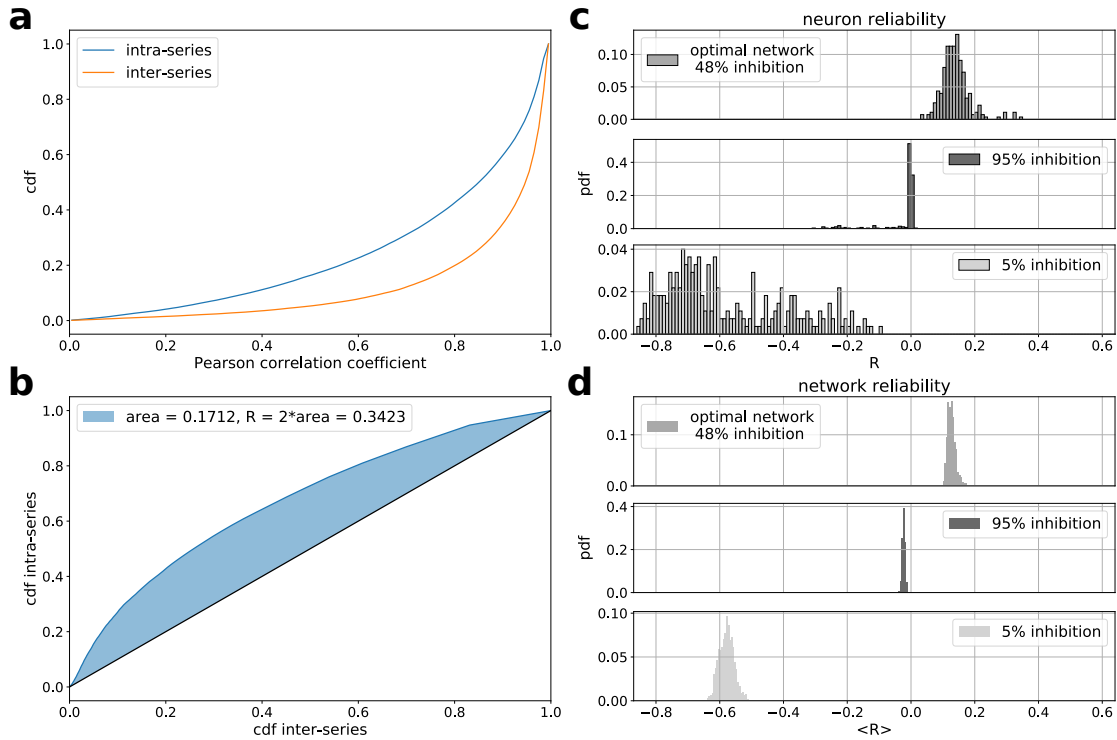 a
intra-series
inter-series
1.0
0.8
0.6
0.4
0.2
0.0
cdf
0.0 0.2 0.4 0.6 0.8 1.0
Pearson correlation coefficient
b
area = 0.1712, R = 2*area = 0.3423
1.0
0.8
0.6
0.4
0.2
0.0
cdf intra-series
0.0 0.2 0.4 0.6 0.8 1.0
cdf inter-series
c
neuron reliability
optimal network
48% inhibition
0.10
0.05
0.00
95% inhibition
0.4
0.2
0.0
pdf
5% inhibition
0.04
0.02
0.00
−0.8 −0.6 −0.4 −0.2 0.0 0.2 0.4 0.6
R
d
network reliability
optimal network
48% inhibition
0.1
0.0
95% inhibition
0.4
0.2
0.0
pdf
5% inhibition
0.10
0.05
0.00
−0.8 −0.6 −0.4 −0.2 0.0 0.2 0.4 0.6
<R>